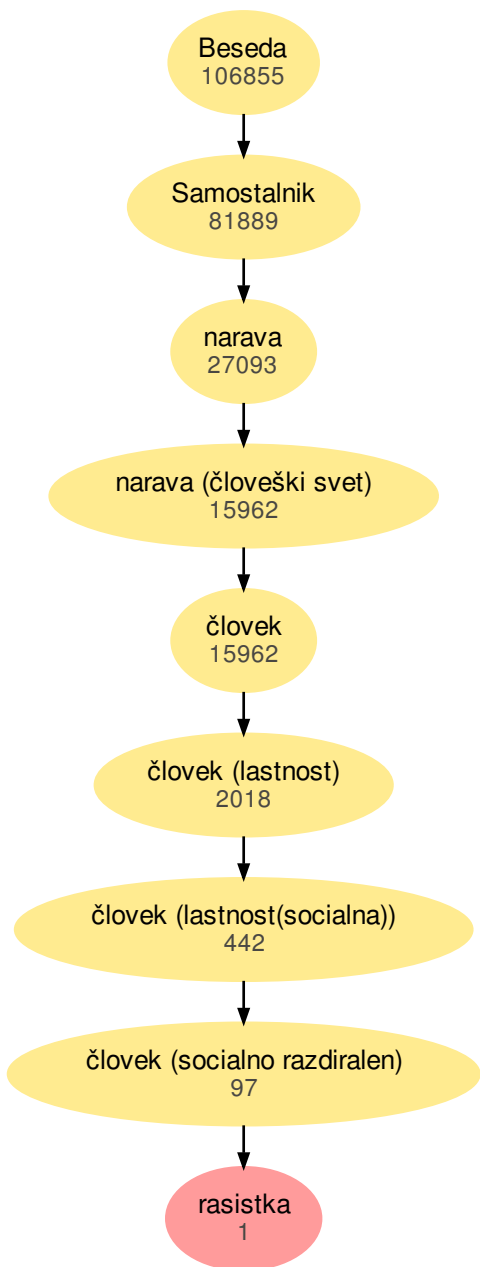 Beseda
106855
Samostalnik
81889
narava
27093
narava (človeški svet)
15962
človek
15962
človek (lastnost)
2018
človek (lastnost(socialna))
442
človek (socialno razdiralen)
97
rasistka
1